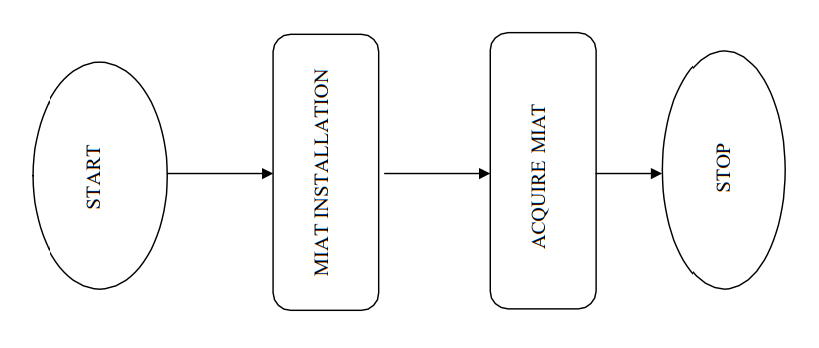 START
MIAT INSTALLATION
ACQUIRE MIAT
STOP